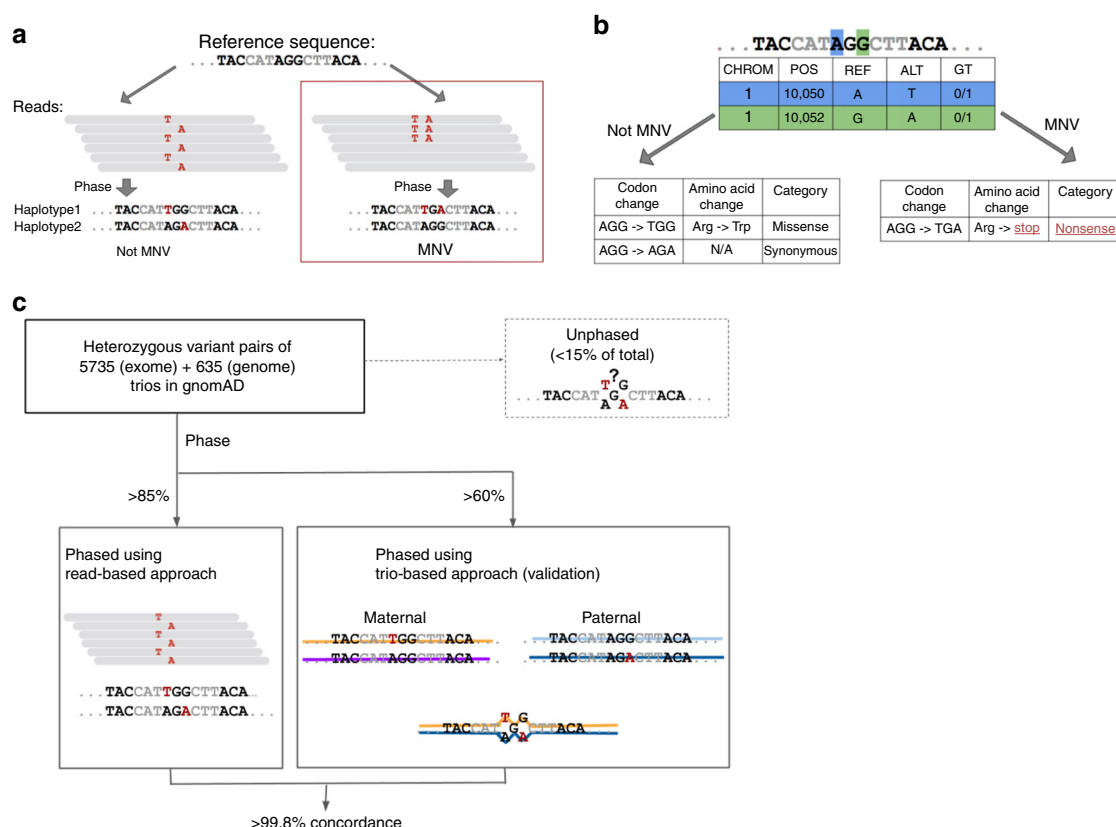 a
Reference sequence:
...TACCATAGGCTTACA...
Reads:
T
A
T
A
T
A
T A
T A
T A
Phase
Phase
Haplotype1 ...TACCATTGGCTTACA...
Haplotype2 ...TACCATAGACTTACA...
Not MNV
...TACCATTGACTTACA...
...TACCATAGGCTTACA...
MNV
b
...TACCATAGGCTTACA...
CHROM POS REF ALT GT
1 10,050 A T 0/1
1 10,052 G A 0/1
Not MNV
MNV
Codon change Amino acid change Category
AGG -> TGG Arg -> Trp Missense
AGG -> AGA N/A Synonymous
Codon change Amino acid change Category
AGG -> TGA Arg -> stop Nonsense
c
Heterozygous variant pairs of
5735 (exome) + 635 (genome)
trios in gnomAD
Unphased
(<15% of total)
?
T G
...TACCAT G CTTACA...
A A
Phase
>85%
>60%
Phased using
read-based approach
T
A
T
A
T
A
...TACCATTGGCTTACA...
...TACCATAGACTTACA...
Phased using
trio-based approach (validation)
Maternal
...TACCATTGGCTTACA...
...TACCATAGGCTTACA...
Paternal
...TACCATAGGCTTACA...
...TACCATAGACTTACA...
T G
TACCAT G CTTACA
A A
>99.8% concordance